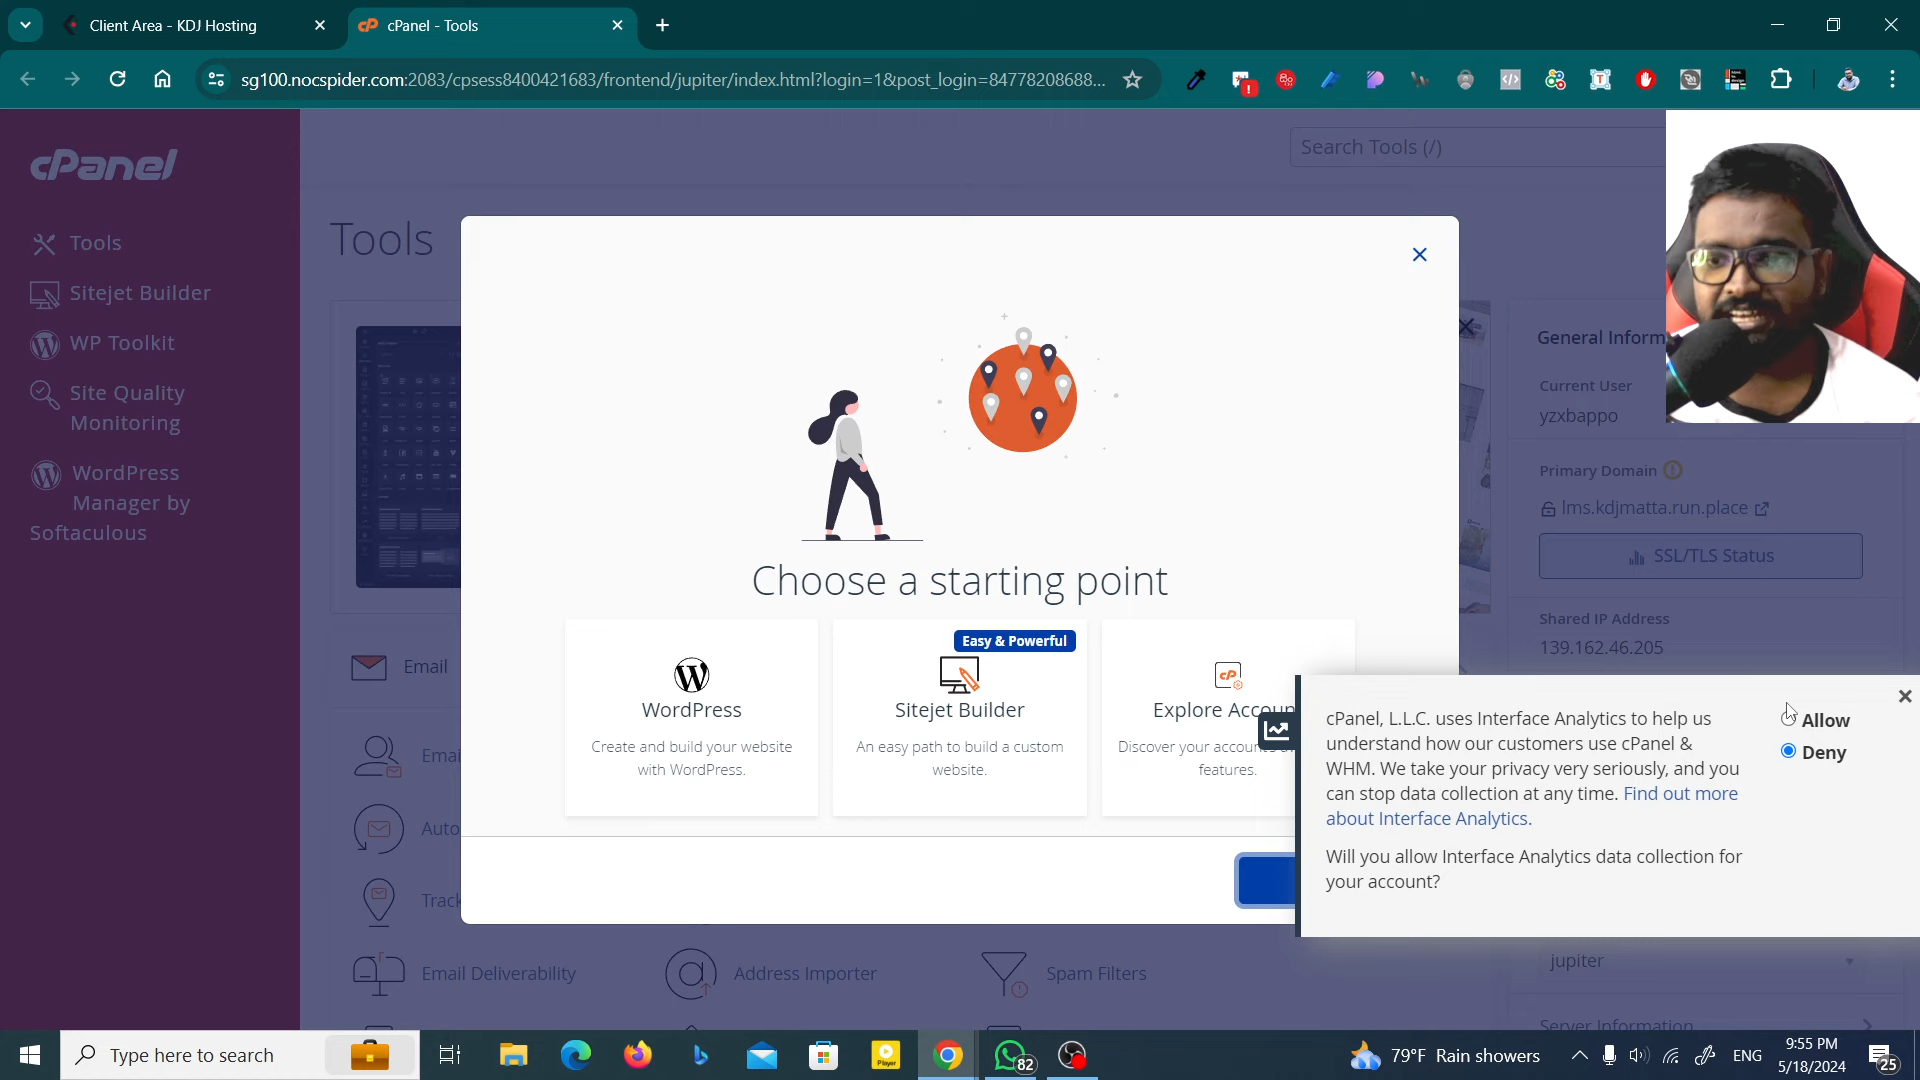 Client Area - KDJ Hosting
cPanel - Tools
sg100.nocspider.com:2083/cpsess8400421683/frontend/jupiter/index.html?login=1&post_login=84778208688...
cPanel
Search Tools (/)
Tools
Sitejet Builder
WP Toolkit
Site Quality
Monitoring
WordPress
Manager by
Softaculous
Tools
Choose a starting point
WordPress
Create and build your website
with WordPress.
Easy & Powerful
Sitejet Builder
An easy path to build a custom
website.
cP
Explore Accoun
Discover your account
features.
General Inform
Current User
yzxbappo
Primary Domain
lms.kdjmatta.run.place
SSL/TLS Status
Shared IP Address
139.162.46.205
cPanel, L.L.C. uses Interface Analytics to help us
understand how our customers use cPanel &
WHM. We take your privacy very seriously, and you
can stop data collection at any time. Find out more
about Interface Analytics.
Will you allow Interface Analytics data collection for
your account?
Allow
Deny
Email
Emai
Auto
Track
Email Deliverability
Address Importer
Spam Filters
jupiter
Server Information
Type here to search
Player
82
79°F Rain showers
ENG
9:55 PM
5/18/2024
25